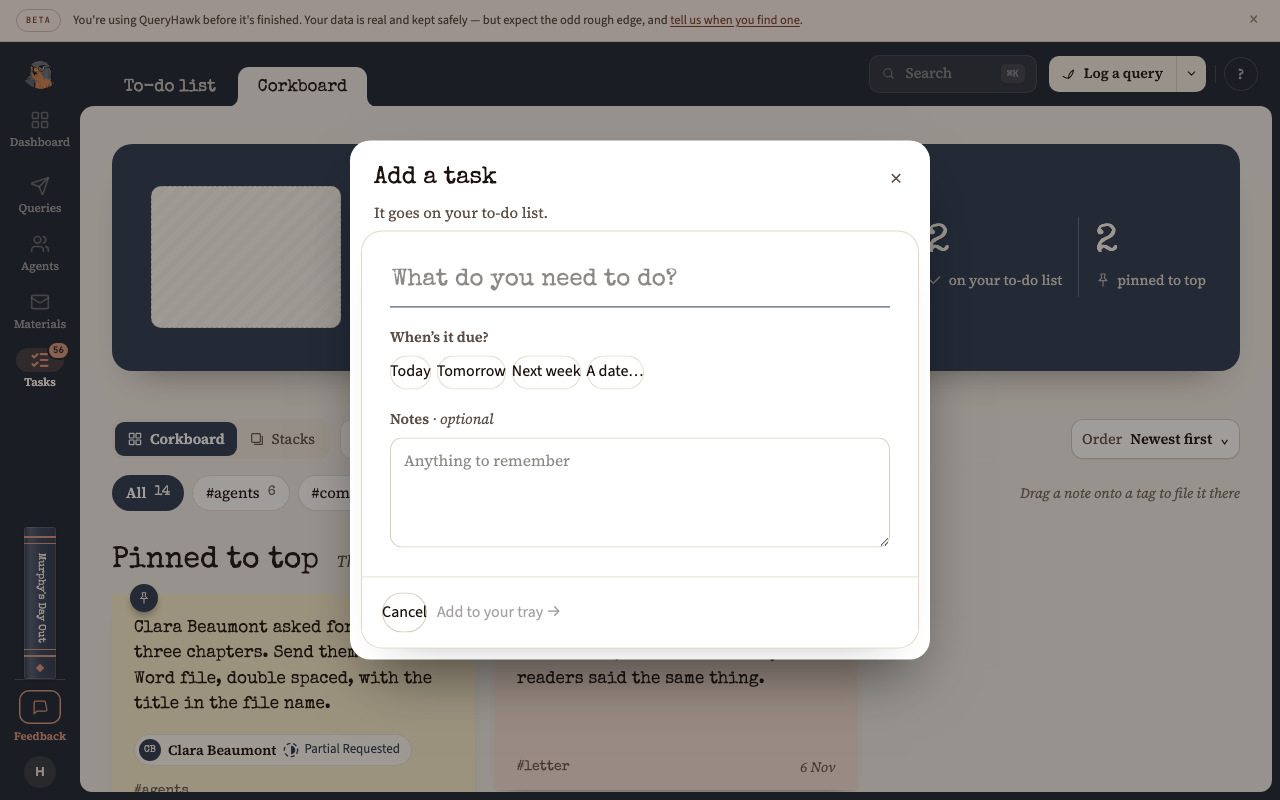 BETA
You're using QueryHawk before it's finished. Your data is real and kept safely — but expect the odd rough edge, and tell us when you find one.
×
To-do list
Corkboard
Search
⌘K
Log a query
?
Dashboard
Queries
Agents
Materials
56
Tasks
Murphy's Day Out
Feedback
H
2
on your to-do list
2
pinned to top
Corkboard
Stacks
Order Newest first
All 14
#agents 6
#com
Drag a note onto a tag to file it there
Pinned to top
Clara Beaumont asked for
three chapters. Send them
Word file, double spaced, with the
title in the file name.
CB Clara Beaumont Partial Requested
#agents
readers said the same thing.
#letter
6 Nov
Add a task
×
It goes on your to-do list.
What do you need to do?
When's it due?
Today Tomorrow Next week A date…
Notes · optional
Anything to remember
Cancel
Add to your tray →